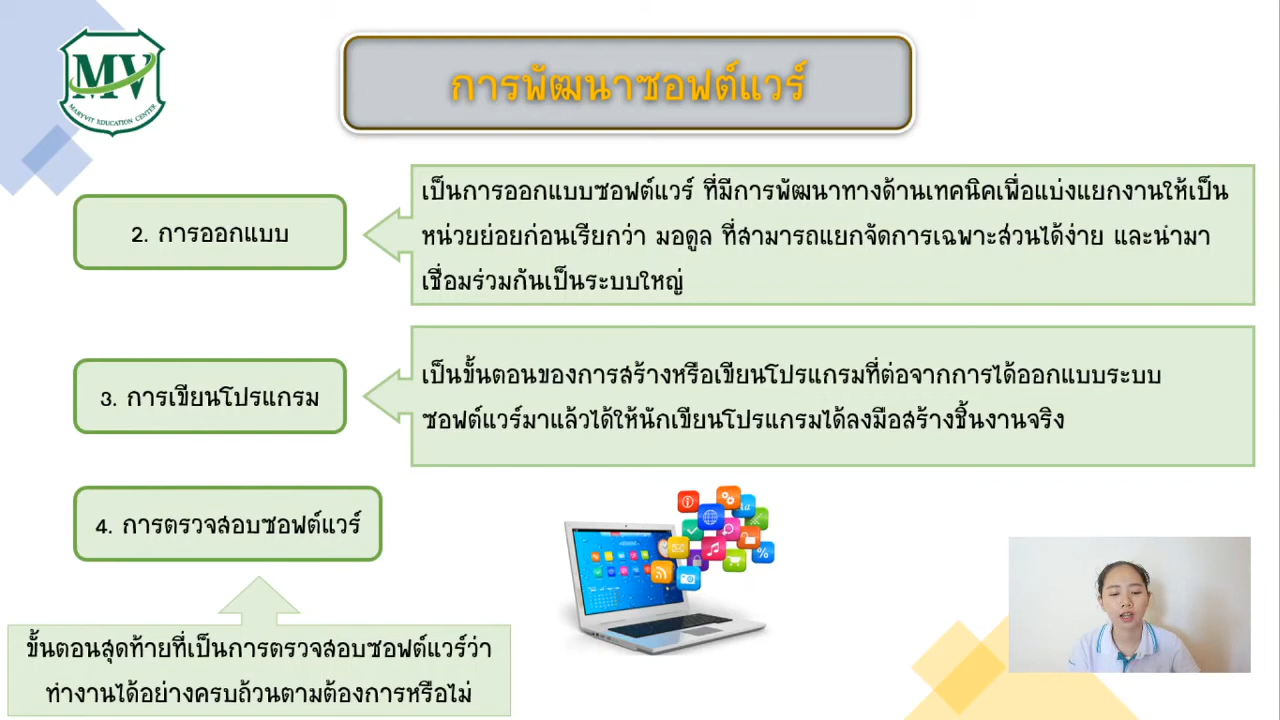 MV
MARYVIT EDUCATION CENTER
การพัฒนาซอฟต์แวร์
2. การออกแบบ
เป็นการออกแบบซอฟต์แวร์ ที่มีการพัฒนาทางด้านเทคนิคเพื่อแบ่งแยกงานให้เป็น
หน่วยย่อยก่อนเรียกว่า มอดูล ที่สามารถแยกจัดการเฉพาะส่วนได้ง่าย และนำมา
เชื่อมร่วมกันเป็นระบบใหญ่
3. การเขียนโปรแกรม
เป็นขั้นตอนของการสร้างหรือเขียนโปรแกรมที่ต่อจากการได้ออกแบบระบบ
ซอฟต์แวร์มาแล้วได้ให้นักเขียนโปรแกรมได้ลงมือสร้างชิ้นงานจริง
4. การตรวจสอบซอฟต์แวร์
ขั้นตอนสุดท้ายที่เป็นการตรวจสอบซอฟต์แวร์ว่า
ทำงานได้อย่างครบถ้วนตามต้องการหรือไม่